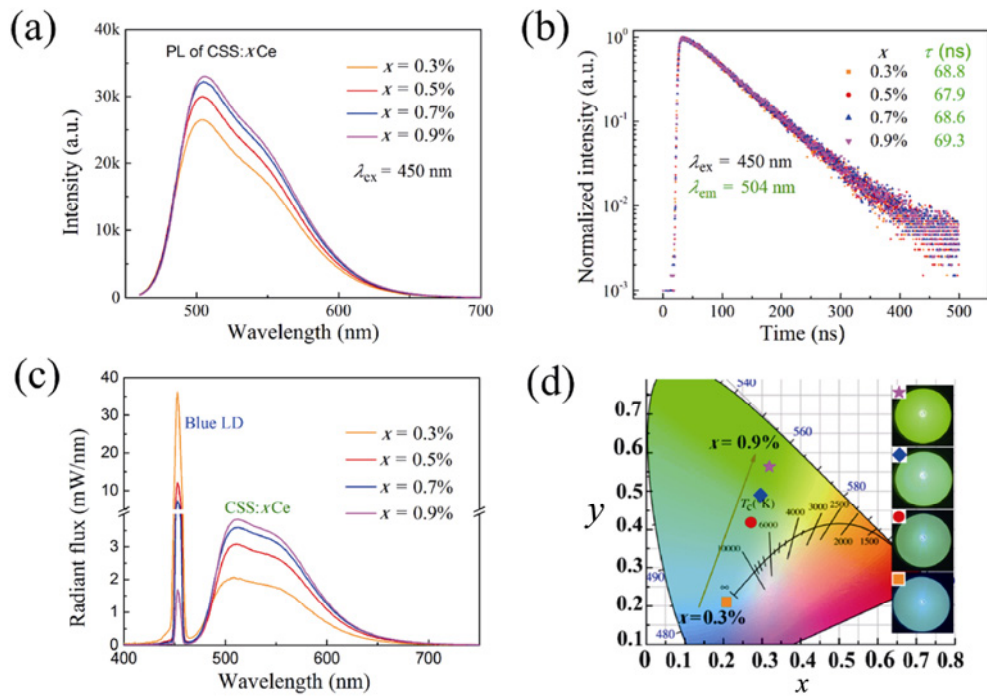 (a)
PL of CSS:xCe
x = 0.3%
x = 0.5%
x = 0.7%
x = 0.9%
λex = 450 nm
40k
30k
20k
10k
0
Intensity (a.u.)
500
600
700
Wavelength (nm)
(b)
x τ (ns)
0.3% 68.8
0.5% 67.9
0.7% 68.6
0.9% 69.3
λex = 450 nm
λem = 504 nm
10^0
10^-1
10^-2
10^-3
Normalized intensity (a.u.)
0
100
200
300
400
500
Time (ns)
(c)
Blue LD
x = 0.3%
x = 0.5%
x = 0.7%
x = 0.9%
CSS:xCe
40
30
20
10
4
2
0
Radiant flux (mW/nm)
400
500
600
700
Wavelength (nm)
(d)
540
560
580
490
480
x = 0.9%
Tc(°K)
4000
3000
2500
6000
10000
2000
1500
∞
x=0.3%
0.7
0.6
0.5
0.4
0.3
0.2
0.1
y
0
0.1
0.2
0.3
0.4
0.5
0.6
0.7
0.8
x